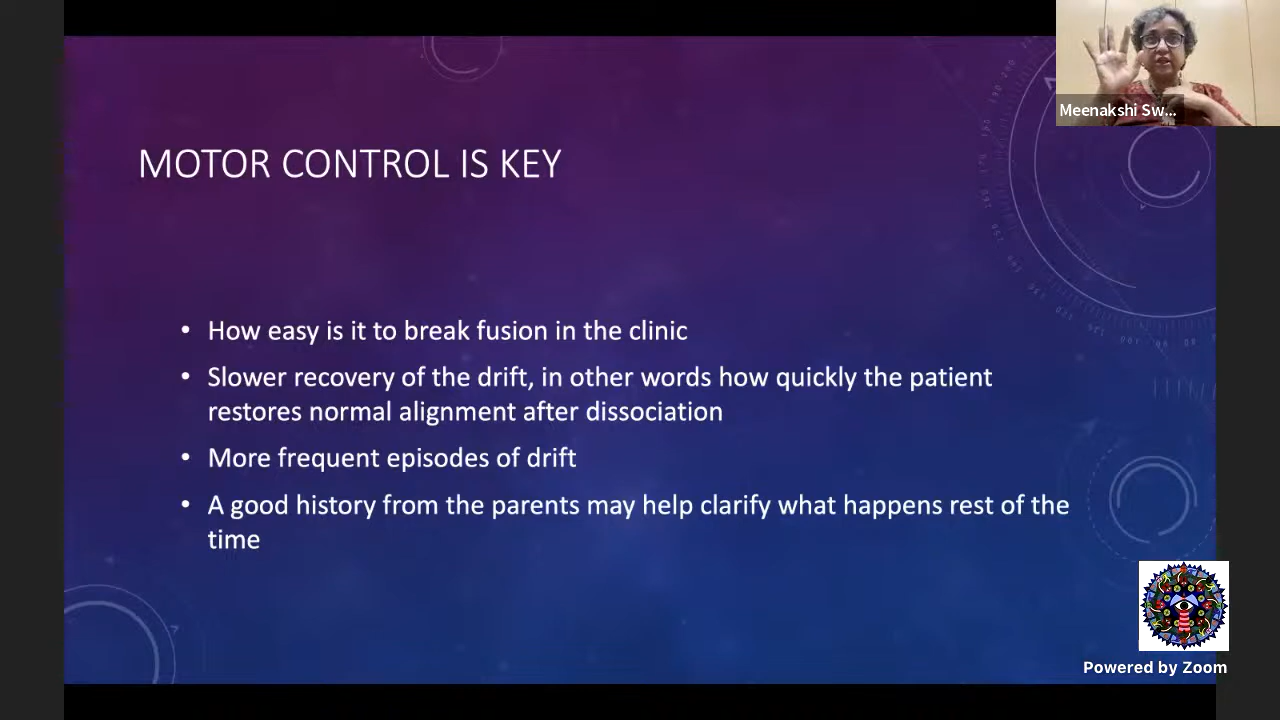 Meenakshi Sw...
MOTOR CONTROL IS KEY
• How easy is it to break fusion in the clinic
• Slower recovery of the drift, in other words how quickly the patient
restores normal alignment after dissociation
• More frequent episodes of drift
• A good history from the parents may help clarify what happens rest of the
time
Powered by Zoom